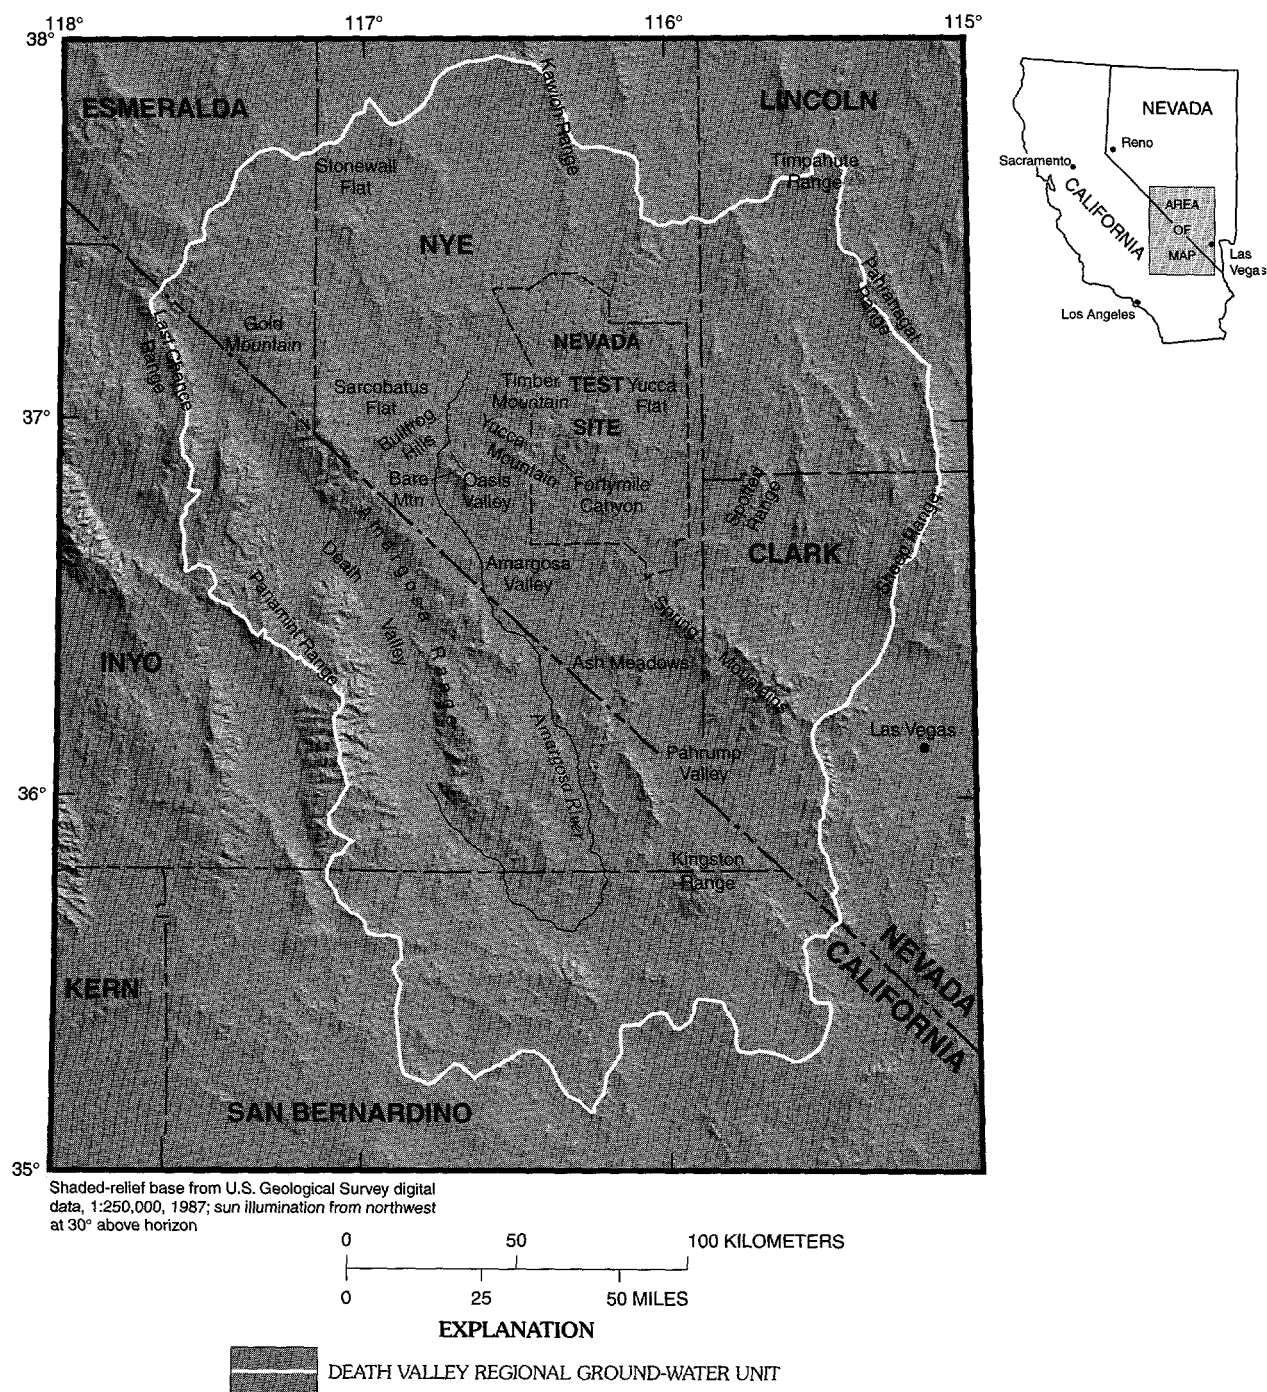 118°
117°
116°
115°
38°
37°
36°
35°
ESMERALDA
LINCOLN
Kawich Range
Stonewall
Flat
Timpahute
Range
NYE
Pahranagat
Range
Last Chance
Range
Gold
Mountain
NEVADA
TEST
SITE
Sarcobatus
Flat
Timber
Mountain
Yucca
Flat
Bullfrog
Hills
Yucca
Mountain
Bare
Mtn
Oasis
Valley
Fortymile
Canyon
Spotted
Range
CLARK
Sheep Range
Amargosa Range
Death
Valley
Amargosa
Valley
Panamint Range
Spring
Mountains
INYO
Ash Meadows
Las Vegas
Amargosa River
Pahrump
Valley
Kingston
Range
KERN
NEVADA
CALIFORNIA
SAN BERNARDINO
NEVADA
Reno
Sacramento
CALIFORNIA
AREA
OF
MAP
Las
Vegas
Los Angeles
Shaded-relief base from U.S. Geological Survey digital
data, 1:250,000, 1987; sun illumination from northwest
at 30° above horizon
0 50 100 KILOMETERS
0 25 50 MILES
EXPLANATION
DEATH VALLEY REGIONAL GROUND-WATER UNIT